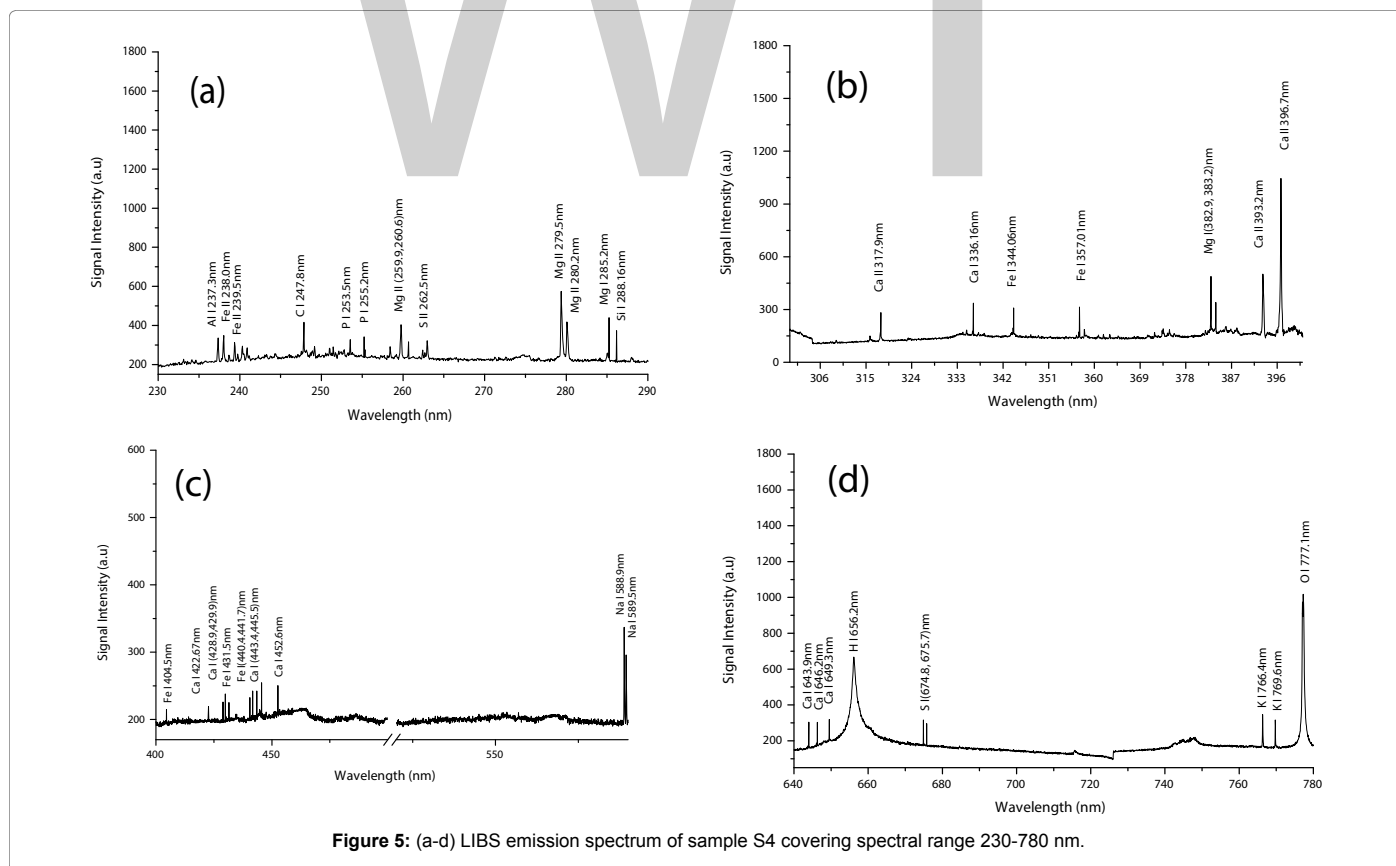 (a)
Signal Intensity (a.u)
1800
1600
1400
1200
1000
800
600
400
200
Al I 237.3nm
Fe II 238.0nm
Fe II 239.5nm
C I 247.8nm
P I 253.5nm
P I 255.2nm
Mg II (259.9,260.6)nm
S II 262.5nm
Mg II 279.5nm
Mg II 280.2nm
Mg I 285.2nm
Si I 288.16nm
230 240 250 260 270 280 290
Wavelength (nm)
(b)
Signal Intensity (a.u)
1800
1500
1200
900
600
300
0
Ca II 317.9nm
Ca I 336.16nm
Fe I 344.06nm
Fe I 357.01nm
Mg I(382.9, 383.2)nm
Ca II 393.2nm
Ca II 396.7nm
306 315 324 333 342 351 360 369 378 387 396
Wavelength (nm)
(c)
Signal Intensity (a.u)
600
500
400
300
200
Fe I 404.5nm
Ca I 422.67nm
Ca I (428.9,429.9)nm
Fe I 431.5nm
Fe I(440.4.441.7)nm
Ca I (443.4,445.5)nm
Ca I 452.6nm
Na I 588.9nm
Na I 589.5nm
400 450 550
Wavelength (nm)
(d)
Signal Intensity (a.u)
1800
1600
1400
1200
1000
800
600
400
200
Ca I 643.9nm
Ca I 646.2nm
Ca I 649.3nm
H I 656.2nm
S I(674.8, 675.7)nm
K I 766.4nm
K I 769.6nm
O I 777.1nm
640 660 680 700 720 740 760 780
Wavelength (nm)
Figure 5: (a-d) LIBS emission spectrum of sample S4 covering spectral range 230-780 nm.